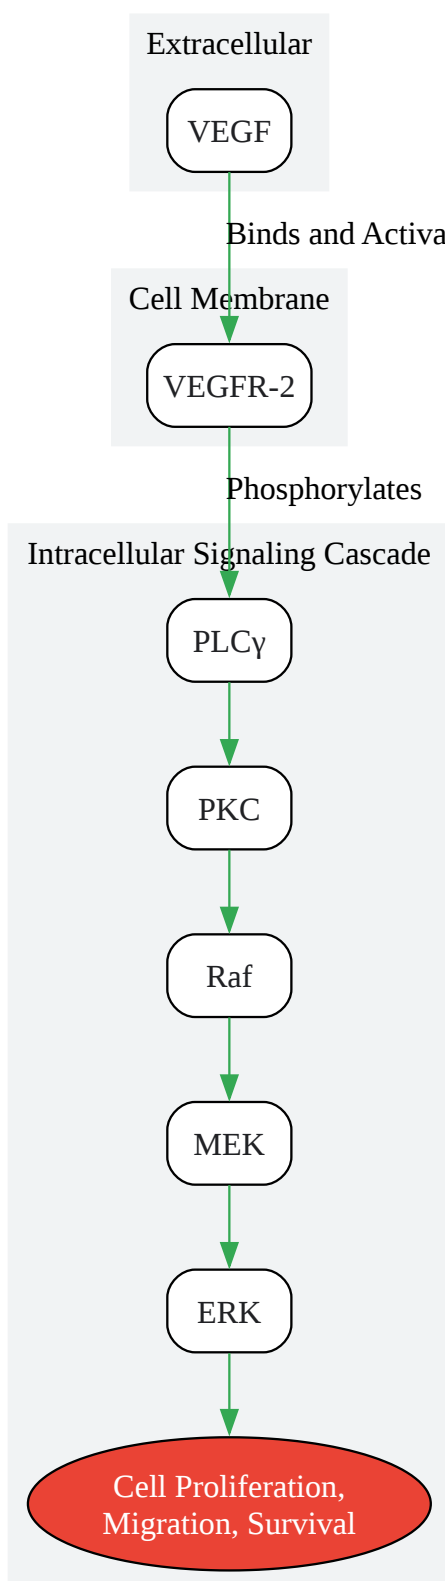 Extracellular
VEGF
Binds and Activa
Cell Membrane
VEGFR-2
Phosphorylates
Intracellular Signaling Cascade
PLCγ
PKC
Raf
MEK
ERK
Cell Proliferation,
Migration, Survival